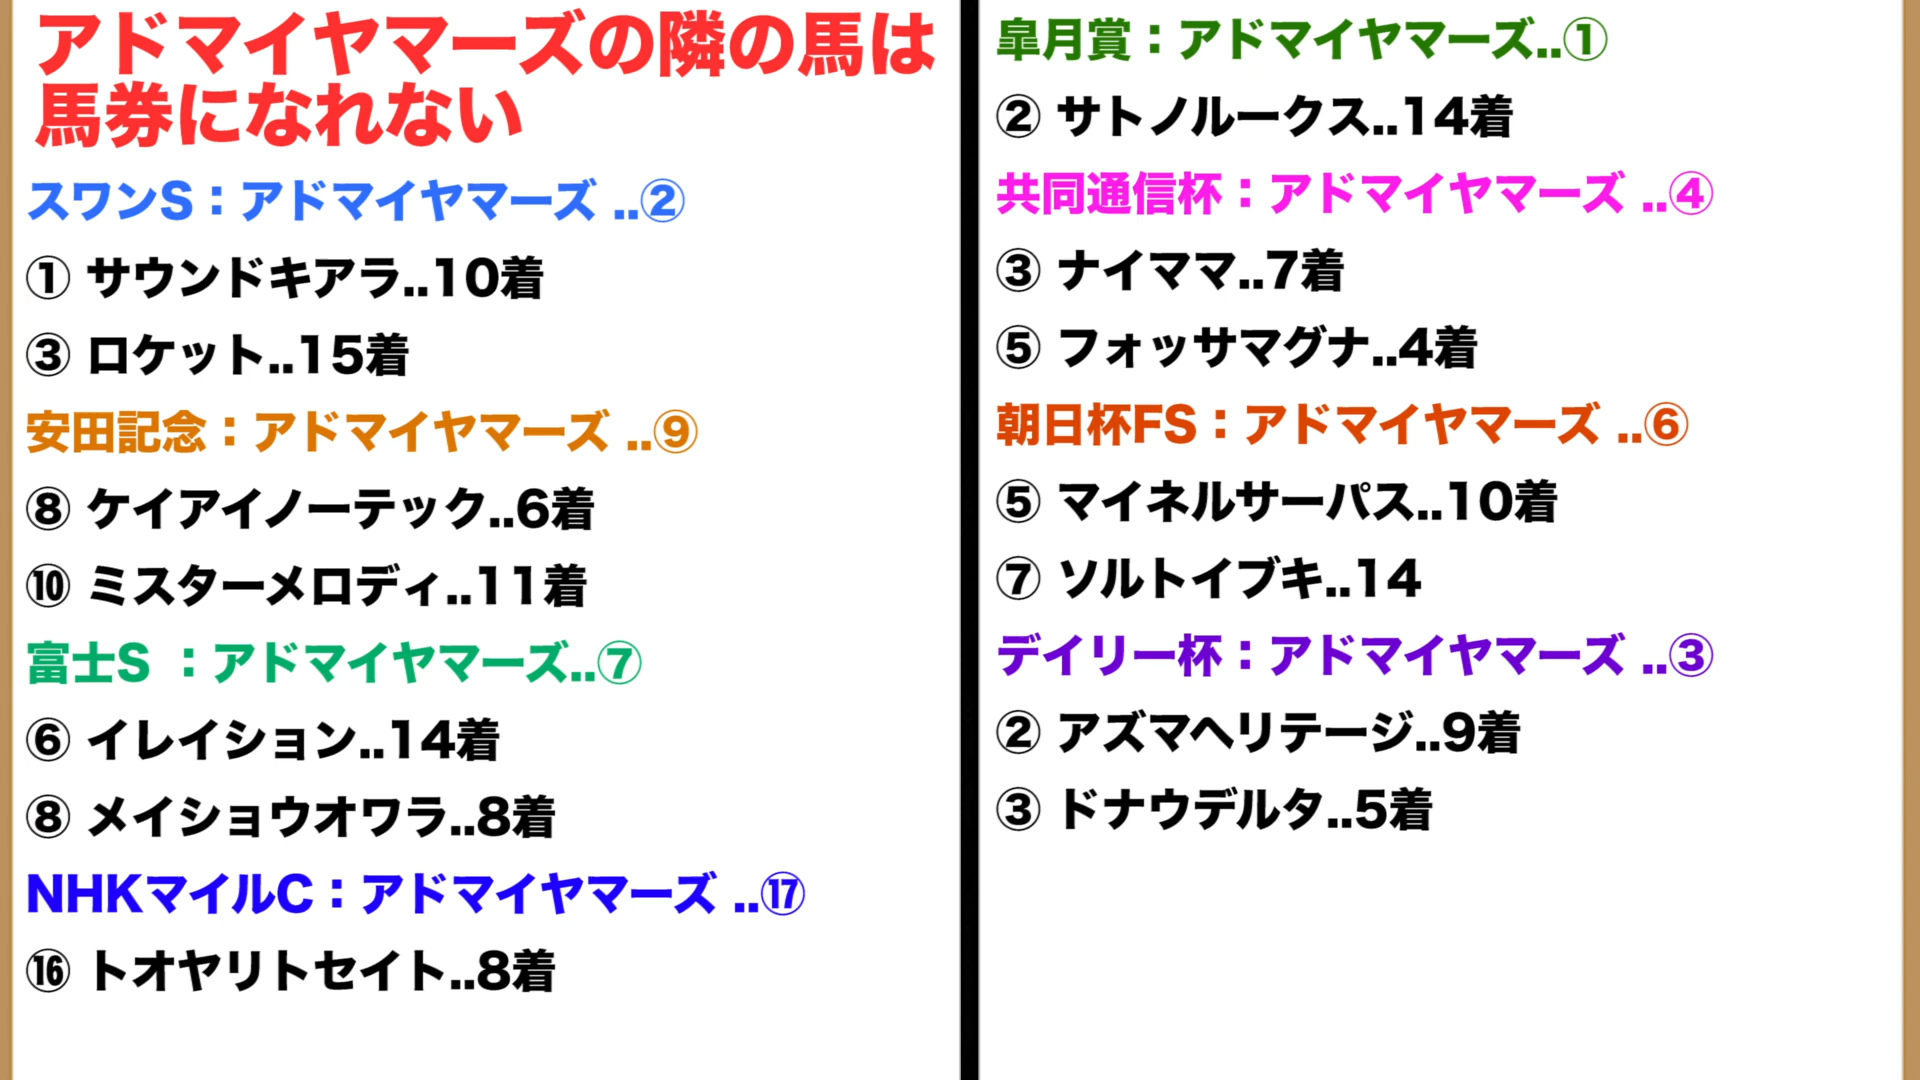 アドマイヤマーズの隣の馬は
馬券になれない
スワンS：アドマイヤマーズ ..②
① サウンドキアラ..10着
③ ロケット..15着
安田記念：アドマイヤマーズ ..⑨
⑧ ケイアイノーテック..6着
⑩ ミスターメロディ..11着
富士S ：アドマイヤマーズ..⑦
⑥ イレイション..14着
⑧ メイショウオワラ..8着
NHKマイルC：アドマイヤマーズ ..⑰
⑯ トオヤリトセイト..8着
皐月賞：アドマイヤマーズ..①
② サトノルークス..14着
共同通信杯：アドマイヤマーズ ..④
③ ナイママ..7着
⑤ フォッサマグナ..4着
朝日杯FS：アドマイヤマーズ ..⑥
⑤ マイネルサーパス..10着
⑦ ソルトイブキ..14
デイリー杯：アドマイヤマーズ ..③
② アズマヘリテージ..9着
③ ドナウデルタ..5着